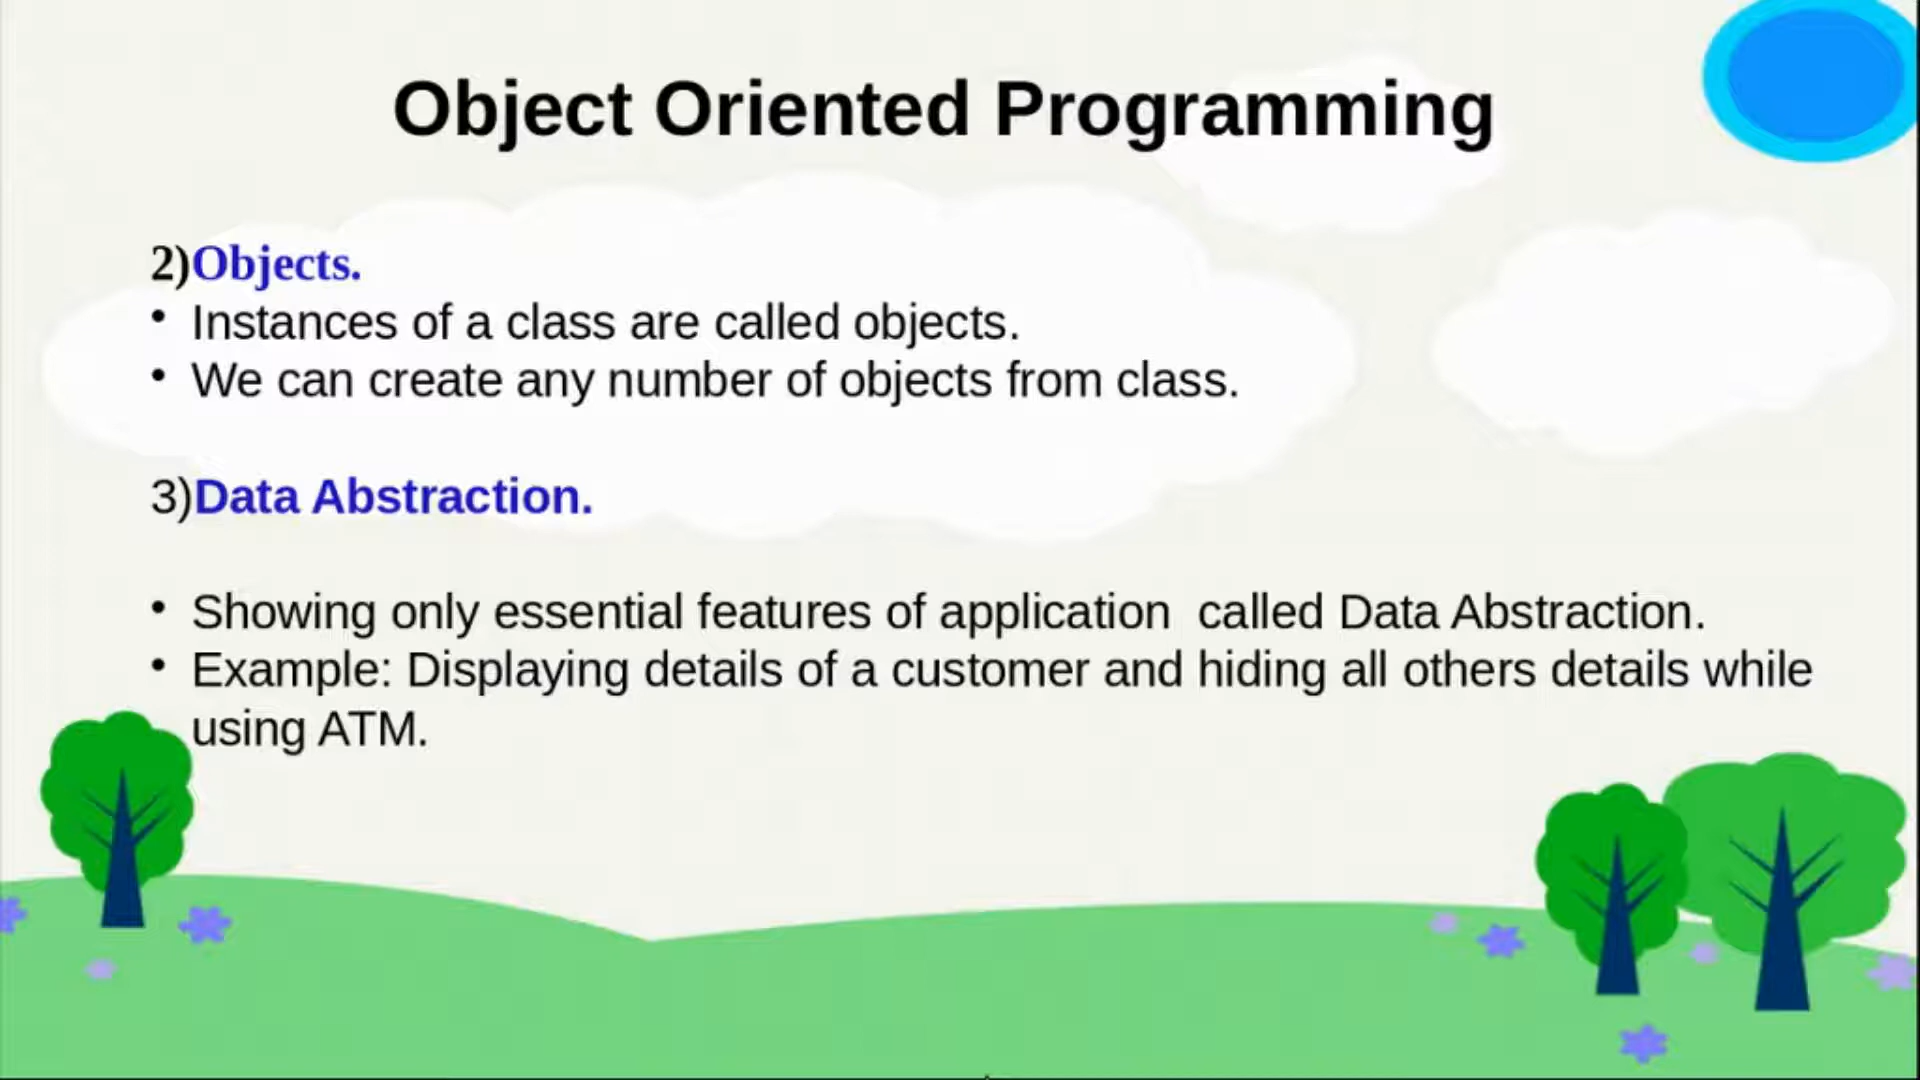 Object Oriented Programming
2)Objects.
• Instances of a class are called objects.
• We can create any number of objects from class.
3)Data Abstraction.
• Showing only essential features of application  called Data Abstraction.
• Example: Displaying details of a customer and hiding all others details while
using ATM.